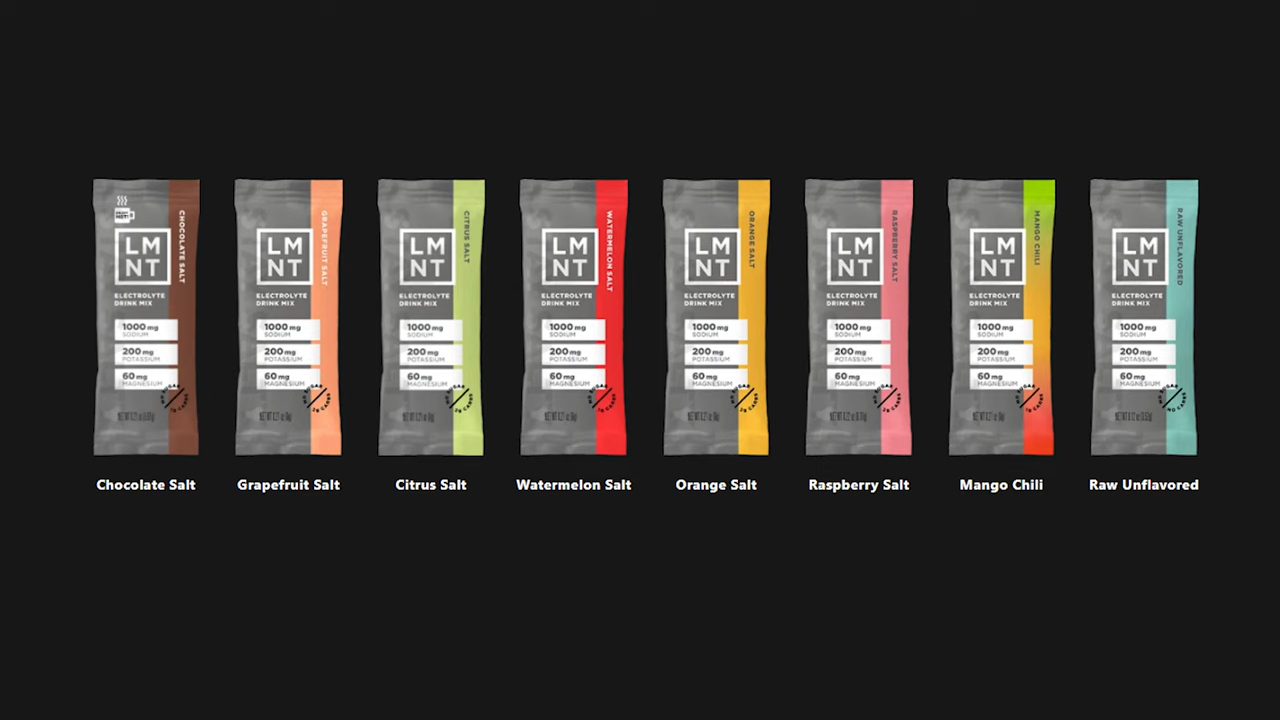 CHOCOLATE SALT
LM
NT
ELECTROLYTE
DRINK MIX
1000 mg
SODIUM
200 mg
POTASSIUM
60 mg
MAGNESIUM
GRAPEFRUIT SALT
LM
NT
ELECTROLYTE
DRINK MIX
1000 mg
SODIUM
200 mg
POTASSIUM
60 mg
MAGNESIUM
CITRUS SALT
LM
NT
ELECTROLYTE
DRINK MIX
1000 mg
SODIUM
200 mg
POTASSIUM
60 mg
MAGNESIUM
WATERMELON SALT
LM
NT
ELECTROLYTE
DRINK MIX
1000 mg
SODIUM
200 mg
POTASSIUM
60 mg
MAGNESIUM
ORANGE SALT
LM
NT
ELECTROLYTE
DRINK MIX
1000 mg
SODIUM
200 mg
POTASSIUM
60 mg
MAGNESIUM
RASPBERRY SALT
LM
NT
ELECTROLYTE
DRINK MIX
1000 mg
SODIUM
200 mg
POTASSIUM
60 mg
MAGNESIUM
MANGO CHILI
LM
NT
ELECTROLYTE
DRINK MIX
1000 mg
SODIUM
200 mg
POTASSIUM
60 mg
MAGNESIUM
RAW UNFLAVORED
LM
NT
ELECTROLYTE
DRINK MIX
1000 mg
SODIUM
200 mg
POTASSIUM
60 mg
MAGNESIUM
Chocolate Salt
Grapefruit Salt
Citrus Salt
Watermelon Salt
Orange Salt
Raspberry Salt
Mango Chili
Raw Unflavored